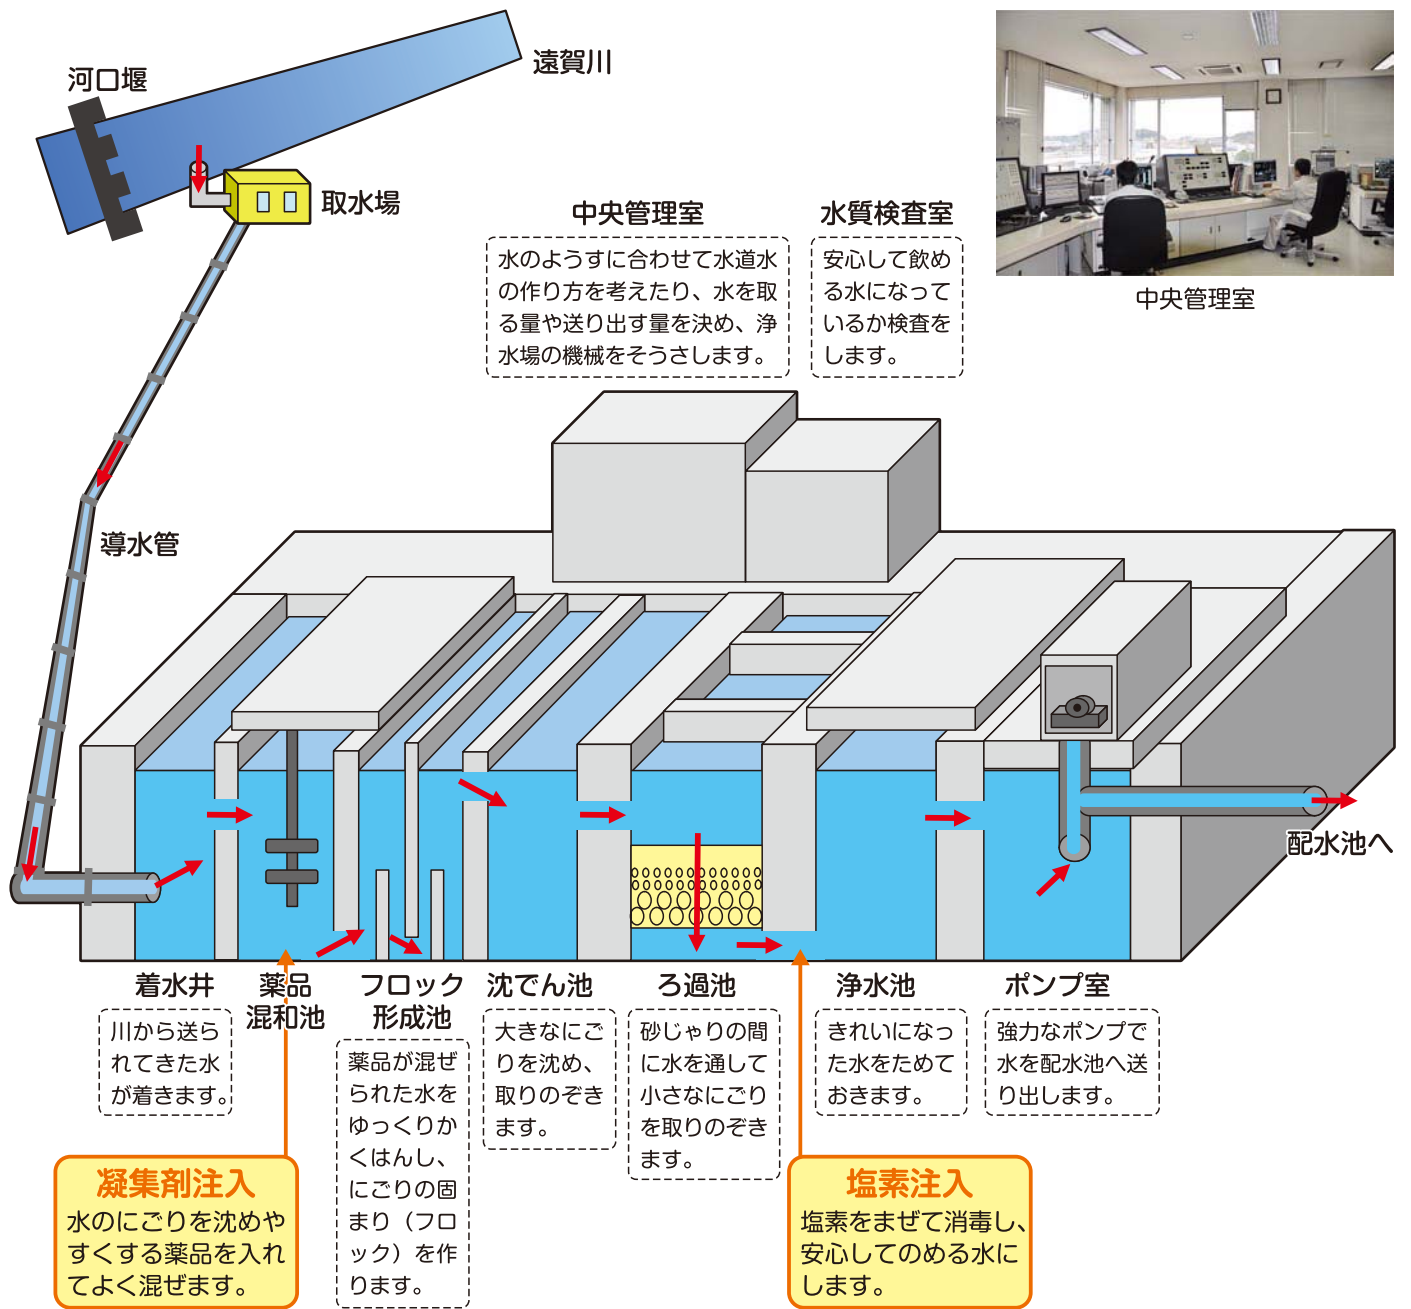 河口堰
遠賀川
取水場
導水管
中央管理室
水のようすに合わせて水道水
の作り方を考えたり、水を取
る量や送り出す量を決め、浄
水場の機械をそうさします。
水質検査室
安心して飲め
る水になって
いるか検査を
します。
中央管理室
配水池へ
着水井
川から送ら
れてきた水
が着きます。
薬品
混和池
フロック
形成池
薬品が混ぜ
られた水を
ゆっくりか
くはんし、
にごりの固
まり（フロ
ック）を作
ります。
沈でん池
大きなにご
りを沈め、
取りのぞき
ます。
ろ過池
砂じゃりの間
に水を通して
小さなにごり
を取りのぞき
ます。
浄水池
きれいになっ
た水をためて
おきます。
ポンプ室
強力なポンプで
水を配水池へ送
り出します。
凝集剤注入
水のにごりを沈めや
すくする薬品を入れ
てよく混ぜます。
塩素注入
塩素をまぜて消毒し、
安心してのめる水に
します。